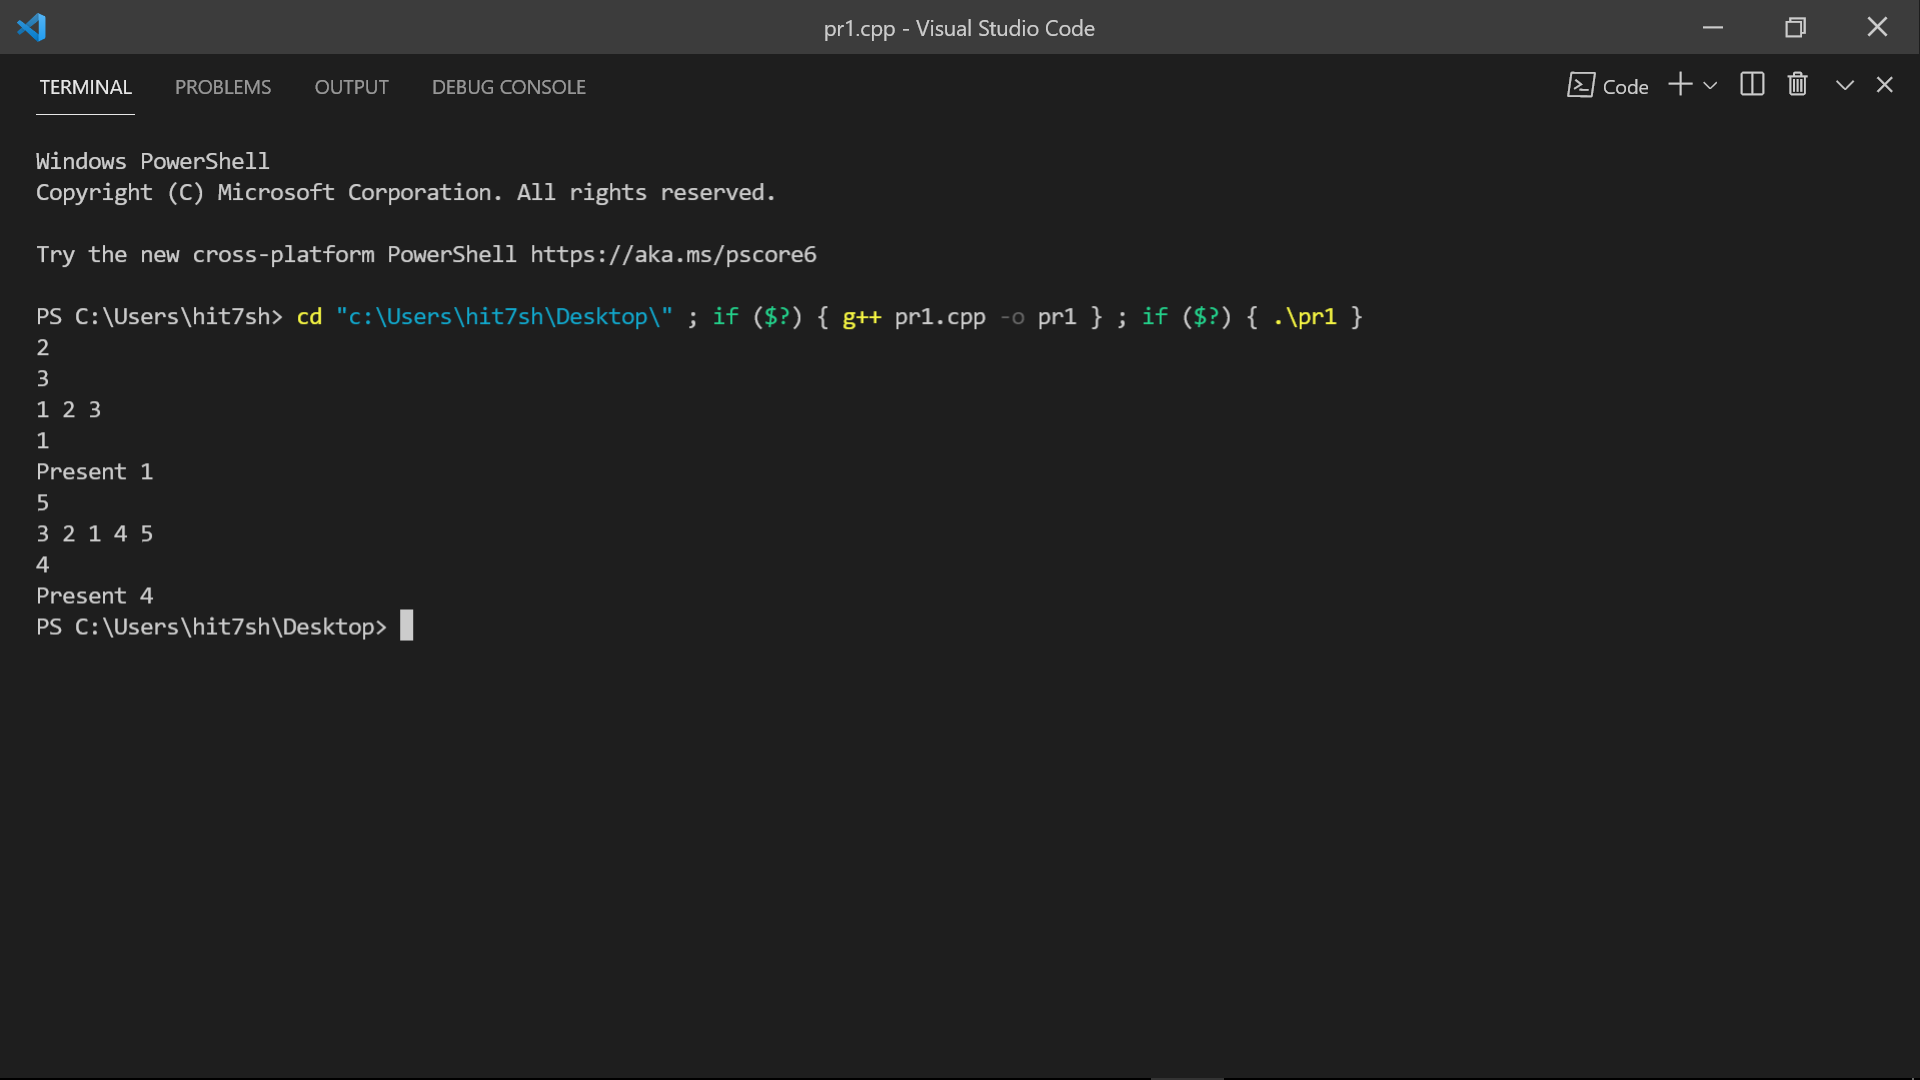 pr1.cpp - Visual Studio Code
TERMINAL PROBLEMS OUTPUT DEBUG CONSOLE Code
Windows PowerShell
Copyright (C) Microsoft Corporation. All rights reserved.
Try the new cross-platform PowerShell https://aka.ms/pscore6
PS C:\Users\hit7sh> cd "c:\Users\hit7sh\Desktop\" ; if ($?) { g++ pr1.cpp -o pr1 } ; if ($?) { .\pr1 }
2
3
1 2 3
1
Present 1
5
3 2 1 4 5
4
Present 4
PS C:\Users\hit7sh\Desktop>